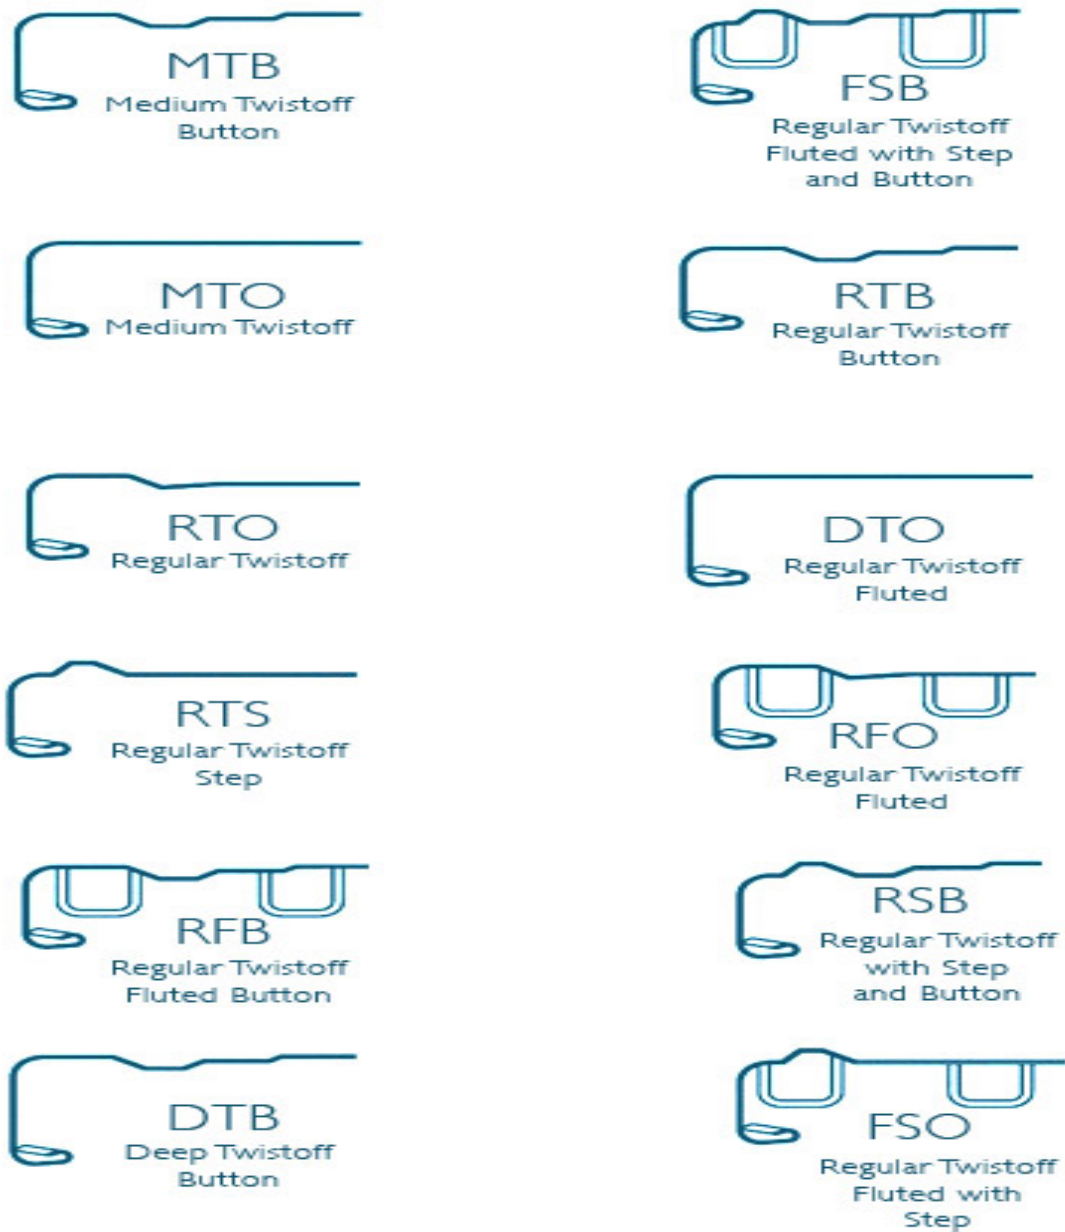 MTB
Medium Twistoff
Button
FSB
Regular Twistoff
Fluted with Step
and Button
MTO
Medium Twistoff
RTB
Regular Twistoff
Button
RTO
Regular Twistoff
DTO
Regular Twistoff
Fluted
RTS
Regular Twistoff
Step
RFO
Regular Twistoff
Fluted
RFB
Regular Twistoff
Fluted Button
RSB
Regular Twistoff
with Step
and Button
DTB
Deep Twistoff
Button
FSO
Regular Twistoff
Fluted with
Step